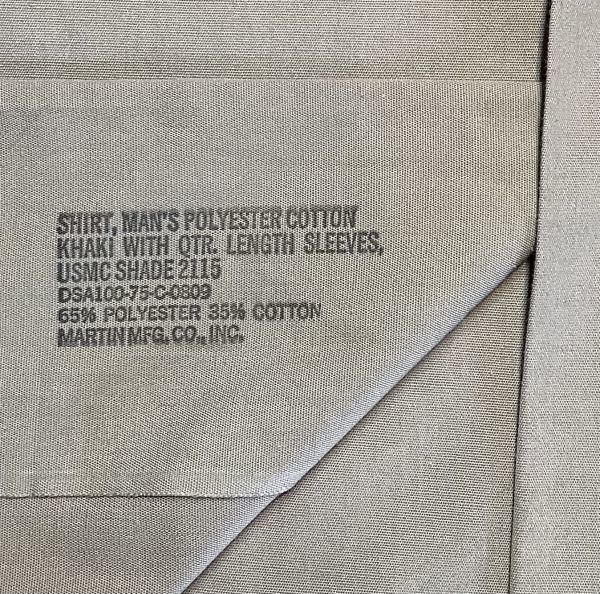 SHIRT, MAN'S POLYESTER COTTON
KHAKI WITH QTR. LENGTH SLEEVES,
USMC SHADE 2115
DSA100-75-C-0809
65% POLYESTER 35% COTTON
MARTIN MFG. CO., INC.